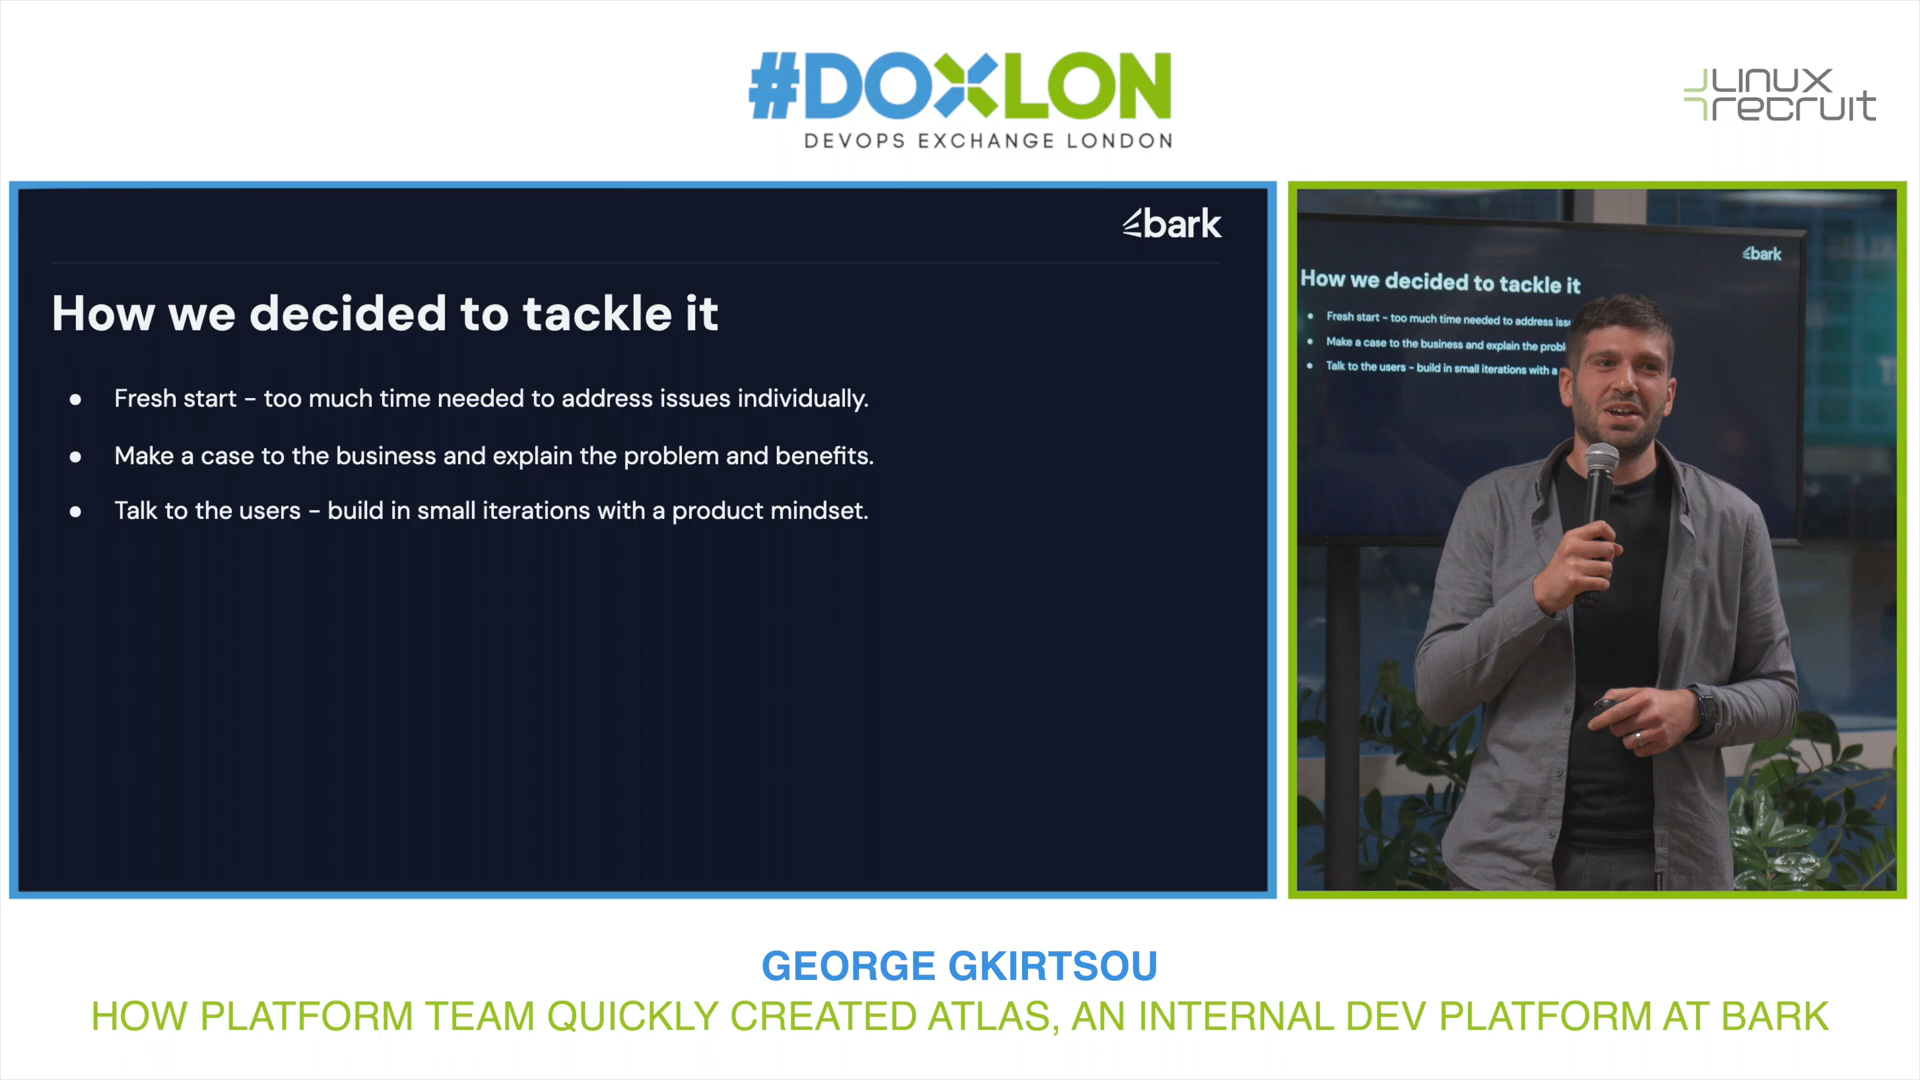 #DOXLON
DEVOPS EXCHANGE LONDON
LINUX
recruit
bark
How we decided to tackle it
• Fresh start – too much time needed to address issues individually.
• Make a case to the business and explain the problem and benefits.
• Talk to the users – build in small iterations with a product mindset.
bark
How we decided to tackle it
• Fresh start – too much time needed to address
• Make a case to the business and explain the
• Talk to the users – build in small iterations with a
GEORGE GKIRTSOU
HOW PLATFORM TEAM QUICKLY CREATED ATLAS, AN INTERNAL DEV PLATFORM AT BARK